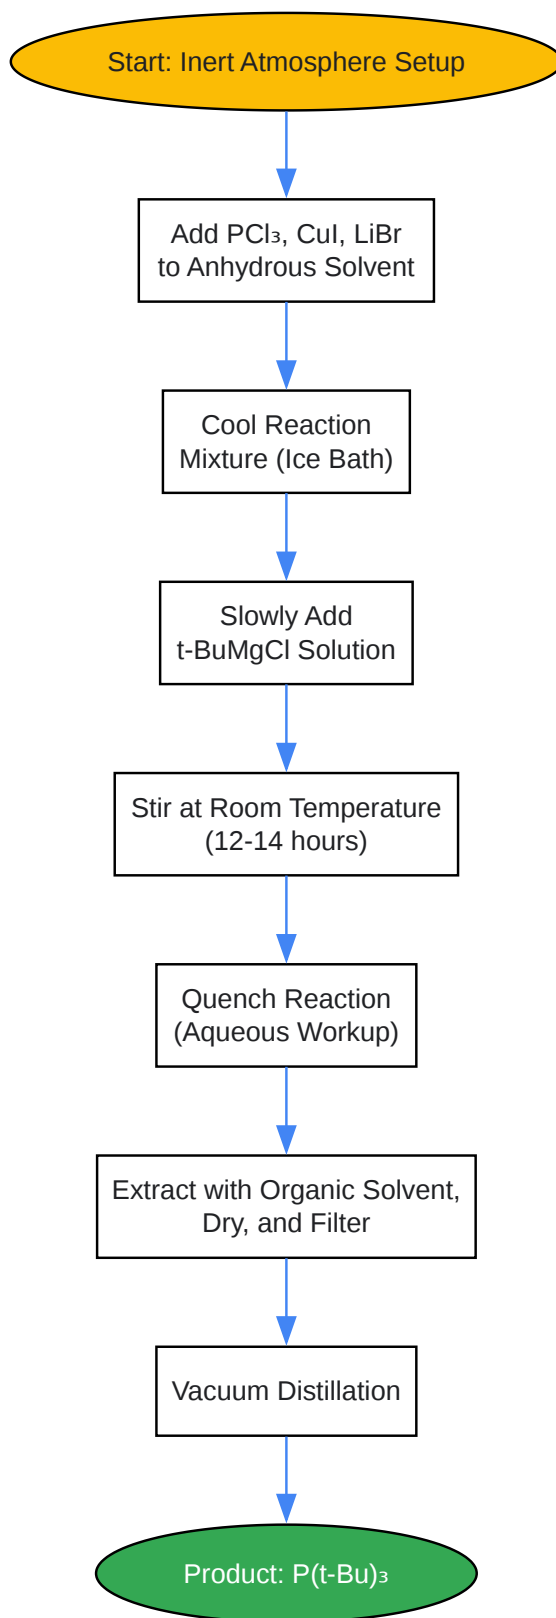 Start: Inert Atmosphere Setup
Add PCl₃, CuI, LiBr
to Anhydrous Solvent
Cool Reaction
Mixture (Ice Bath)
Slowly Add
t-BuMgCl Solution
Stir at Room Temperature
(12-14 hours)
Quench Reaction
(Aqueous Workup)
Extract with Organic Solvent,
Dry, and Filter
Vacuum Distillation
Product: P(t-Bu)₃